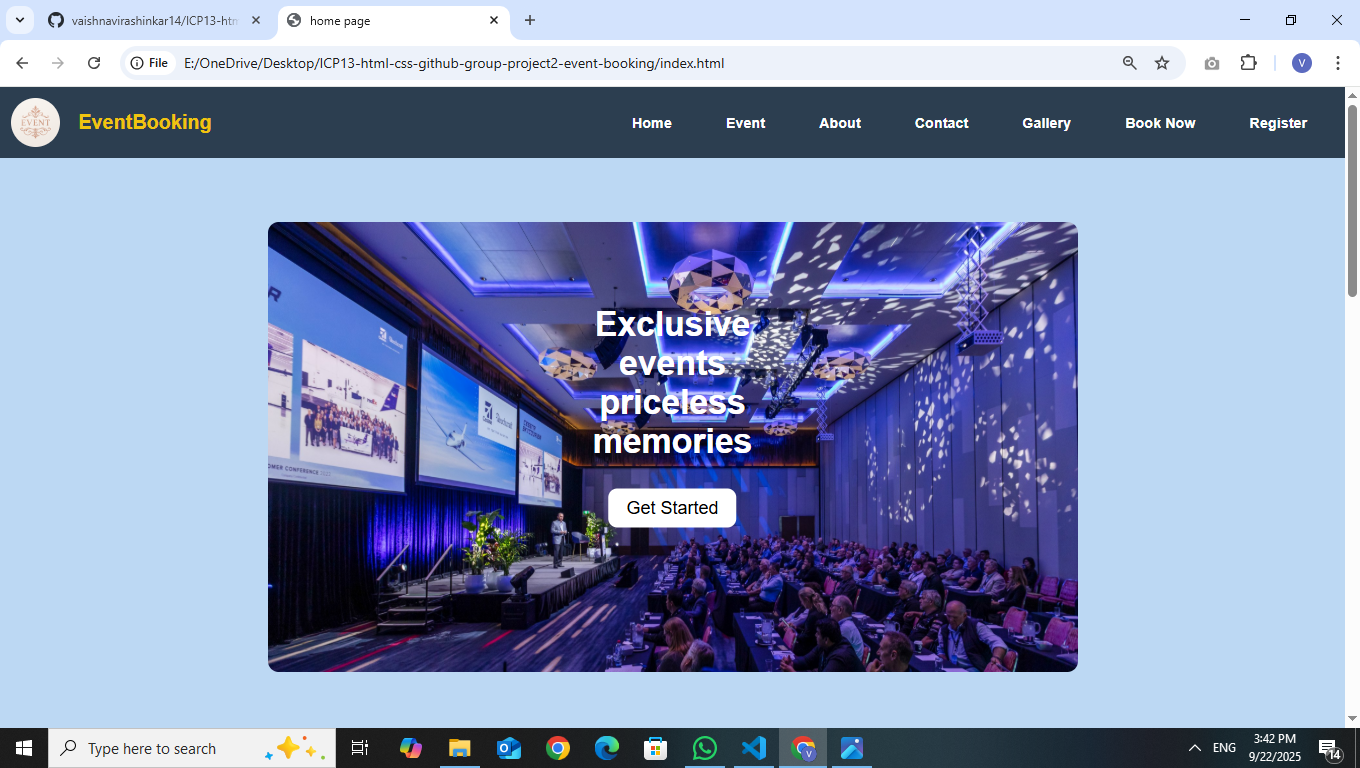 vaishnavirashinkar14/ICP13-htm
home page
File
E:/OneDrive/Desktop/ICP13-html-css-github-group-project2-event-booking/index.html
V
EVENT
EventBooking
Home Event About Contact Gallery Book Now Register
Exclusive
events
priceless
memories
Get Started
OMER CONFERENCE
Type here to search
V
ENG
3:42 PM
9/22/2025
14